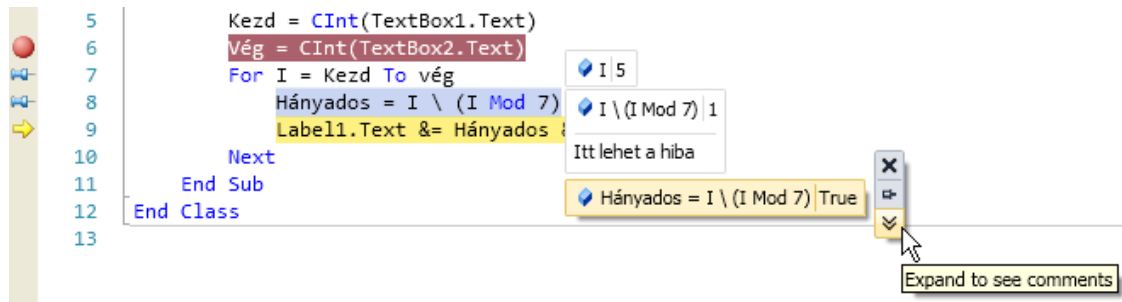 5 Kezd = CInt(TextBox1.Text)
6 Vég = CInt(TextBox2.Text)
7 For I = Kezd To vég
I 5
8 Hányados = I \ (I Mod 7)
I \ (I Mod 7) 1
9 Label1.Text &= Hányados &
Itt lehet a hiba
10 Next
11 End Sub
Hányados = I \ (I Mod 7) True
12 End Class
13
Expand to see comments